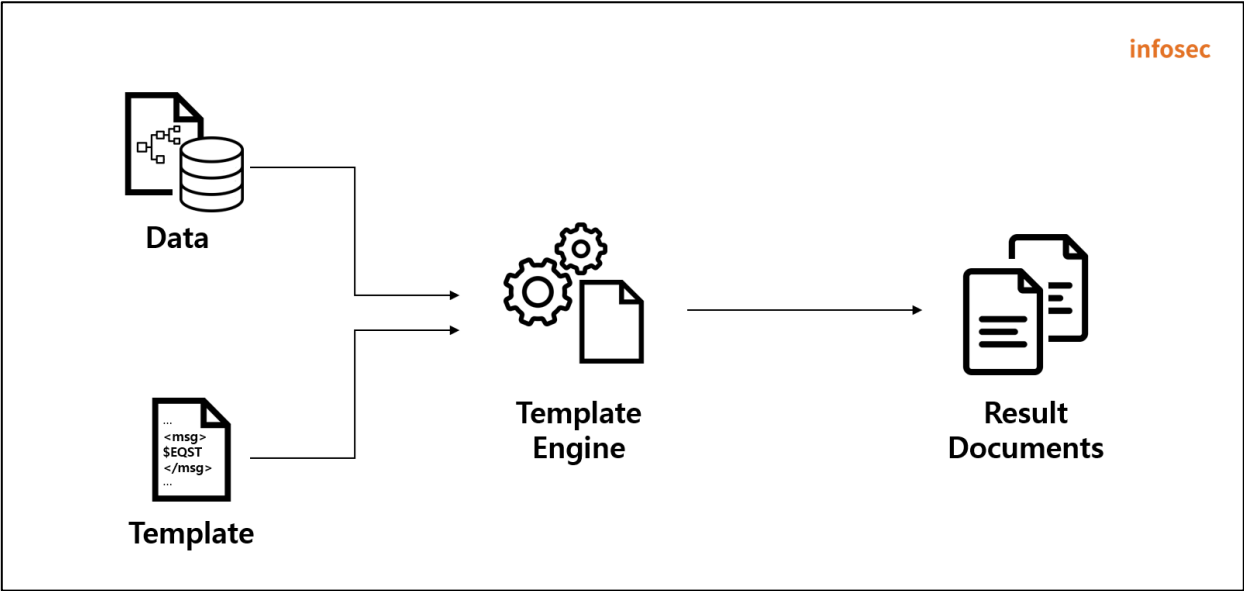 infosec
Data
...
<msg>
$EQST
</msg>
...
Template
Template
Engine
Result
Documents